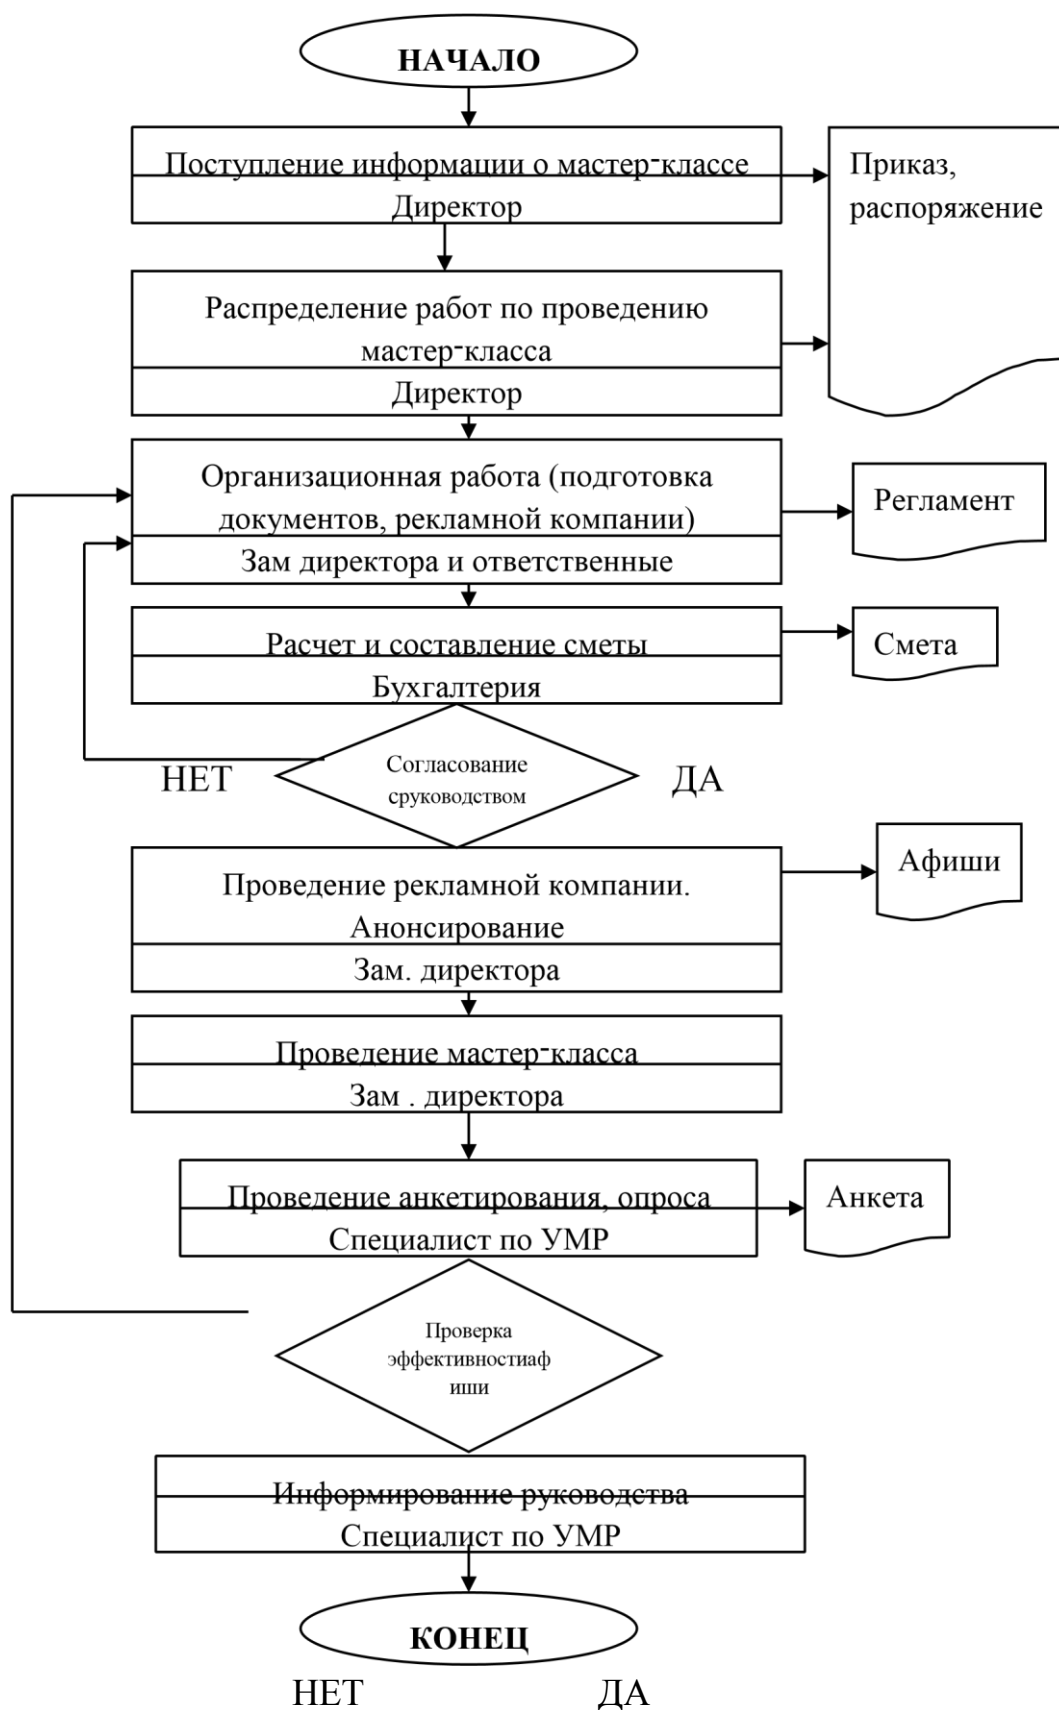 НАЧАЛО
Поступление информации о мастер-классе
Директор
Приказ,
распоряжение
Распределение работ по проведению
мастер-класса
Директор
Организационная работа (подготовка
документов, рекламной компании)
Зам директора и ответственные
Регламент
Расчет и составление сметы
Бухгалтерия
Смета
НЕТ
Согласование
сруководством
ДА
Проведение рекламной компании.
Анонсирование
Зам. директора
Афиши
Проведение мастер-класса
Зам . директора
Проведение анкетирования, опроса
Специалист по УМР
Анкета
Проверка
эффективностиаф
иши
Информирование руководства
Специалист по УМР
КОНЕЦ
НЕТ ДА